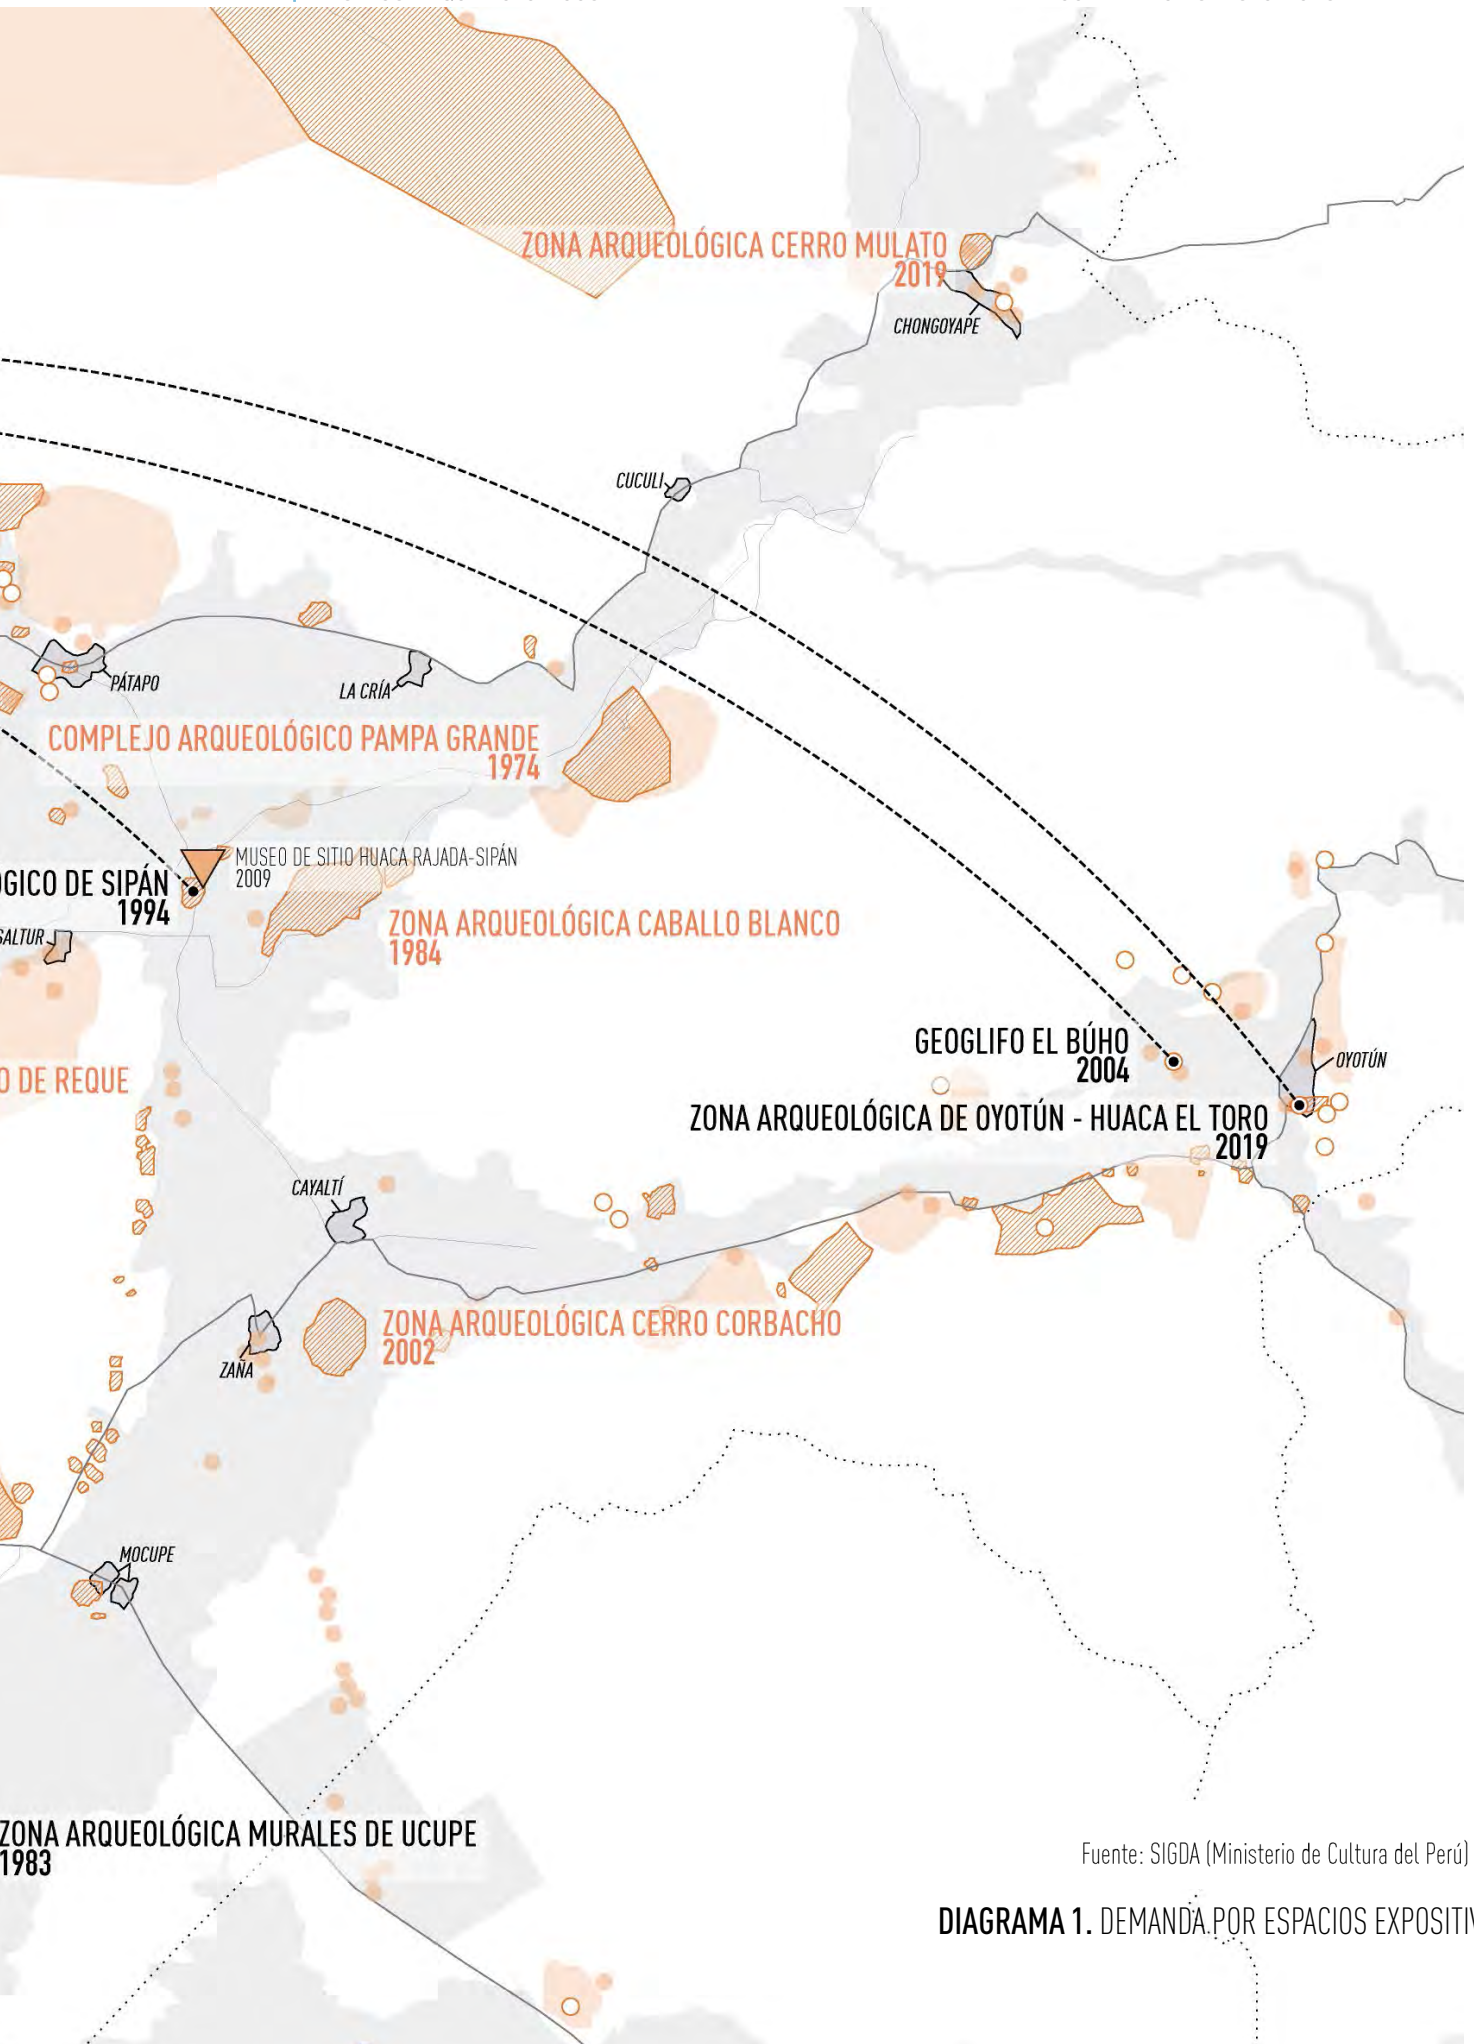 ZONA ARQUEOLÓGICA CERRO MULATO
2019
CHONGOYAPE
CUCULI
PÁTAPO
LA CRÍA
COMPLEJO ARQUEOLÓGICO PAMPA GRANDE
1974
MUSEO DE SITIO HUACA RAJADA-SIPÁN
2009
ÓGICO DE SIPÁN
1994
SALTUR
ZONA ARQUEOLÓGICA CABALLO BLANCO
1984
GEOGLIFO EL BÚHO
2004
OYOTÚN
O DE REQUE
ZONA ARQUEOLÓGICA DE OYOTÚN - HUACA EL TORO
2019
CAYALTÍ
ZONA ARQUEOLÓGICA CERRO CORBACHO
2002
ZAÑA
MOCUPE
ZONA ARQUEOLÓGICA MURALES DE UCUPE
1983
Fuente: SIGDA (Ministerio de Cultura del Perú)
DIAGRAMA 1. DEMANDA POR ESPACIOS EXPOSITIV